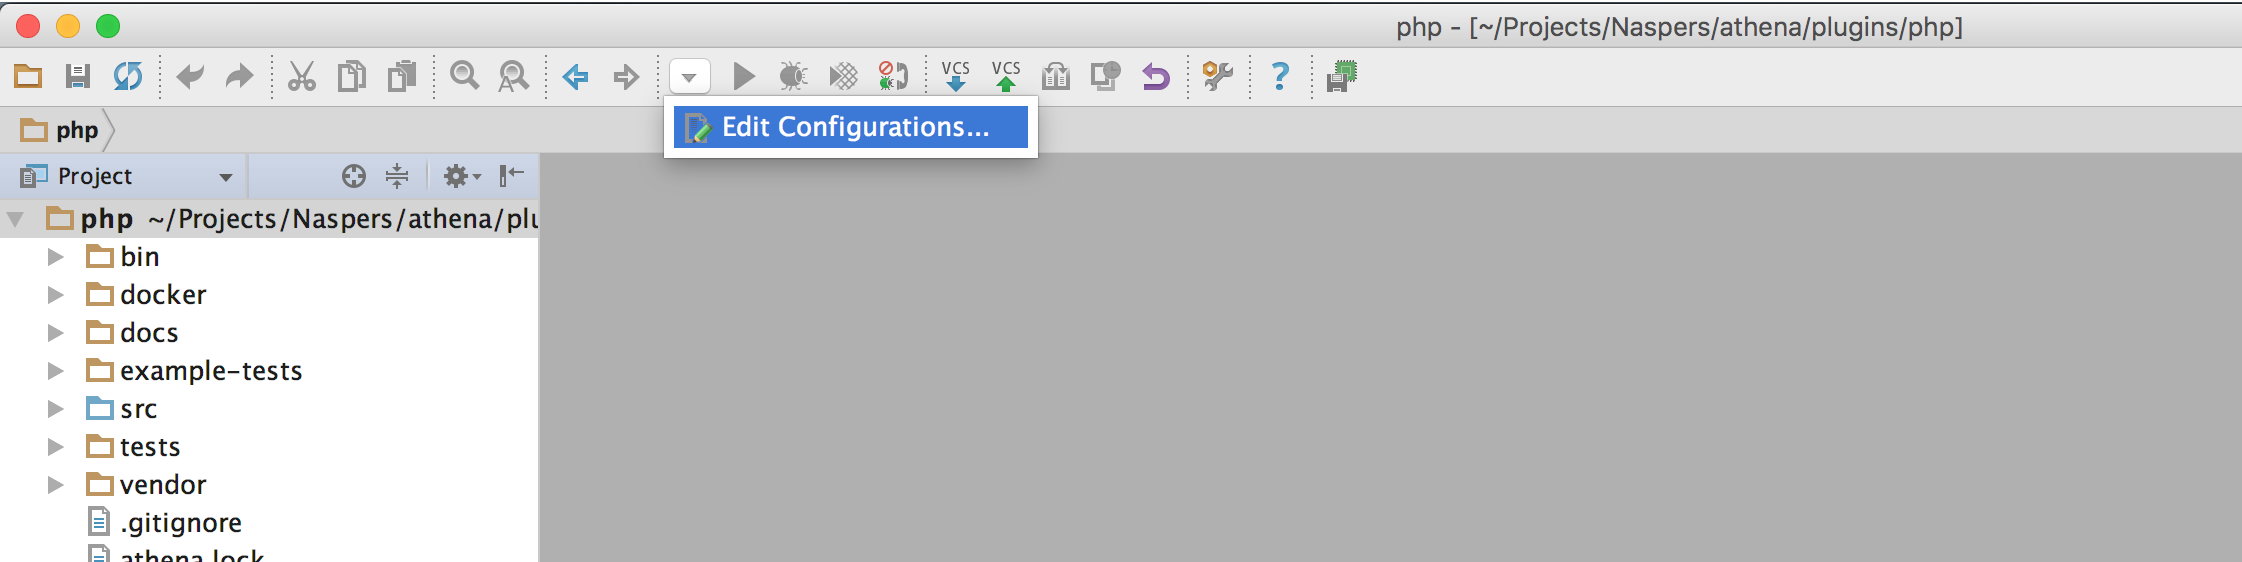 php - [~/Projects/Naspers/athena/plugins/php]
VCS VCS ?
Edit Configurations...
php
Project
php ~/Projects/Naspers/athena/plu
bin
docker
docs
example-tests
src
tests
vendor
.gitignore
athena.lock